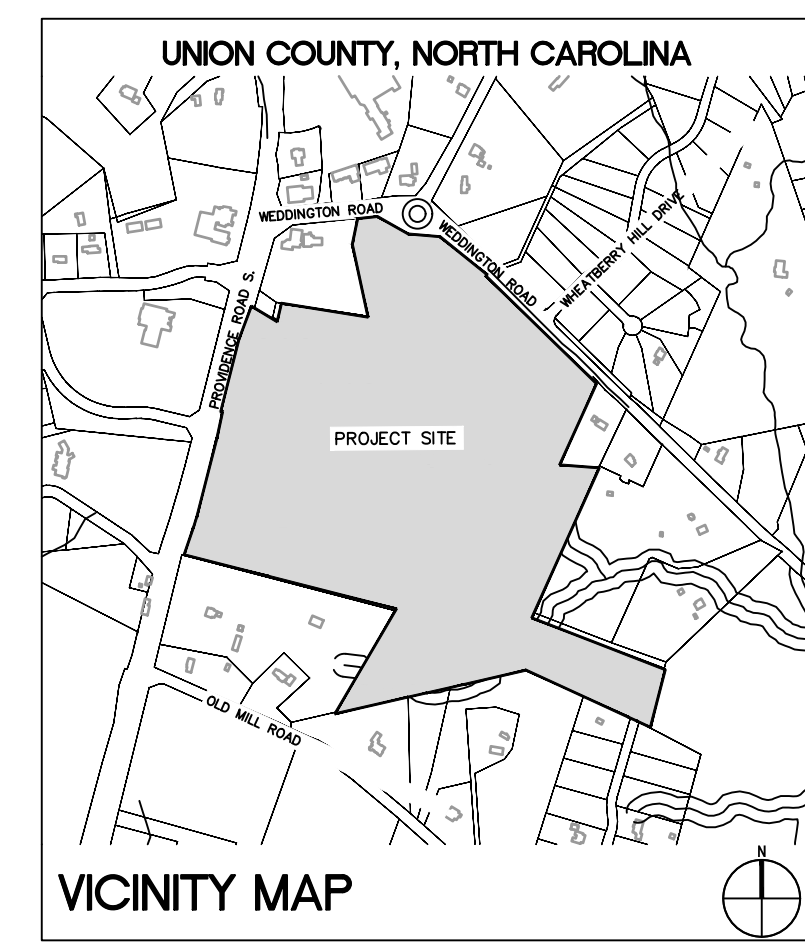 UNION COUNTY, NORTH CAROLINA
WEDDINGTON ROAD
WEDDINGTON ROAD
WHEATBERRY HILL DRIVE
PROVIDENCE ROAD S.
PROJECT SITE
OLD MILL ROAD
N
VICINITY MAP